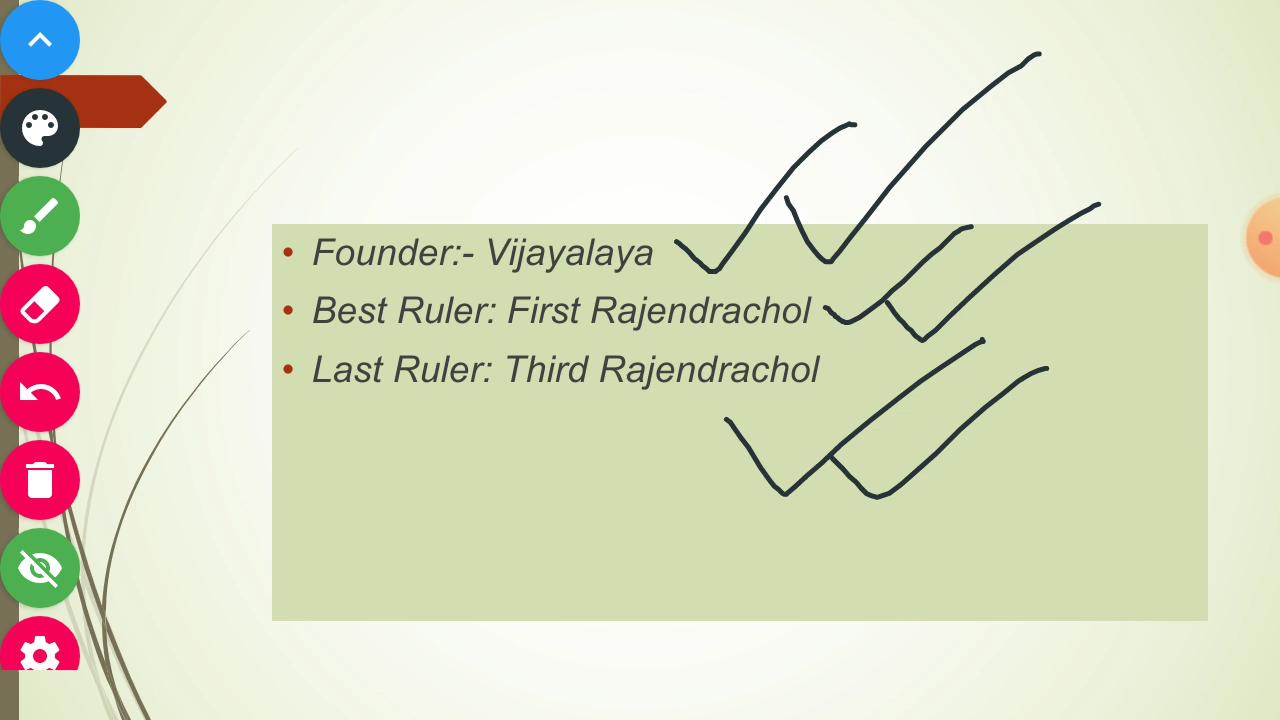 Founder:- Vijayalaya
Best Ruler: First Rajendrachol
Last Ruler: Third Rajendrachol